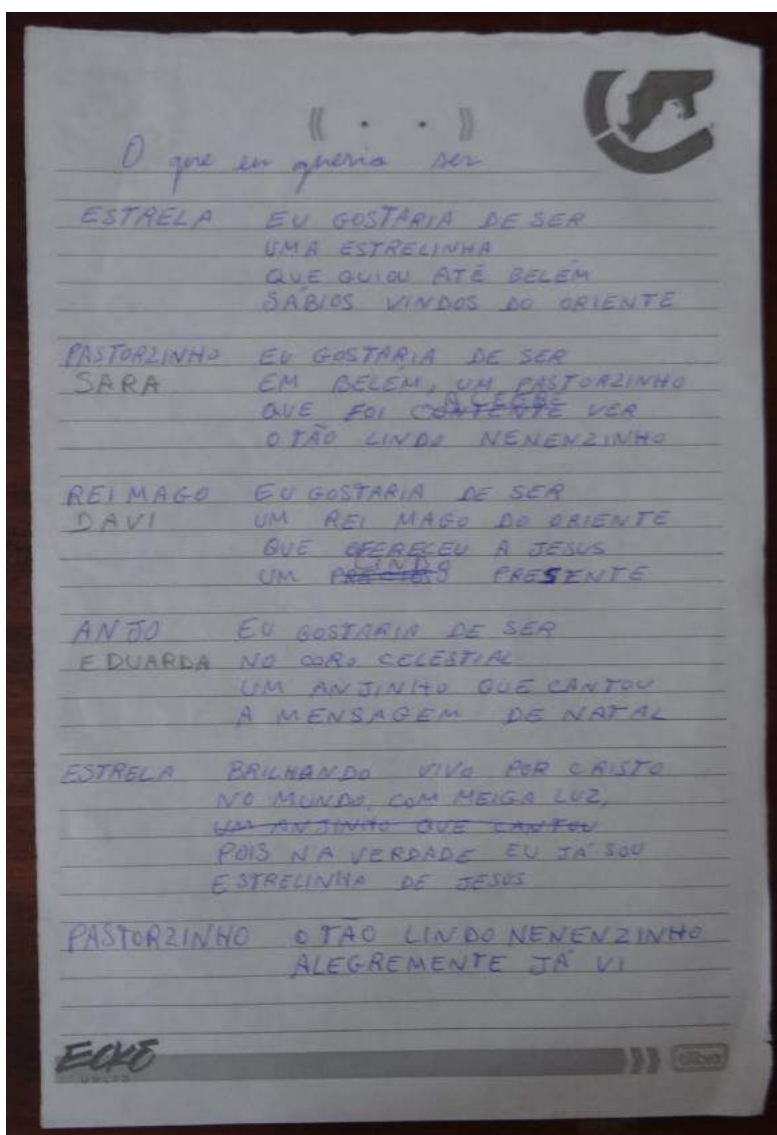 O que eu queria ser
ESTRELA EU GOSTARIA DE SER
UMA ESTRELINHA
QUE GUIOU ATÉ BELÉM
SÁBIOS VINDOS DO ORIENTE
PASTORZINHO EU GOSTARIA DE SER
SARA EM BELÉM, UM PASTORZINHO
ALEGRE
QUE FOI CONTENTE VER
O TÃO LINDO NENENZINHO
REI MAGO EU GOSTARIA DE SER
DAVI UM REI MAGO DO ORIENTE
QUE OFERECEU A JESUS
LINDO
UM PRESENTE
ANJO EU GOSTARIA DE SER
EDUARDA NO CORO CELESTIAL
UM ANJINHO QUE CANTOU
A MENSAGEM DE NATAL
ESTRELA BRILHANDO VIVO POR CRISTO
NO MUNDO, COM MEIGA LUZ,
UM ANJINHO QUE CANTOU
POIS NA VERDADE EU JÁ SOU
ESTRELINHA DE JESUS
PASTORZINHO O TÃO LINDO NENENZINHO
ALEGREMENTE JÁ VI
ECKŌ
UNLTD
tilibra